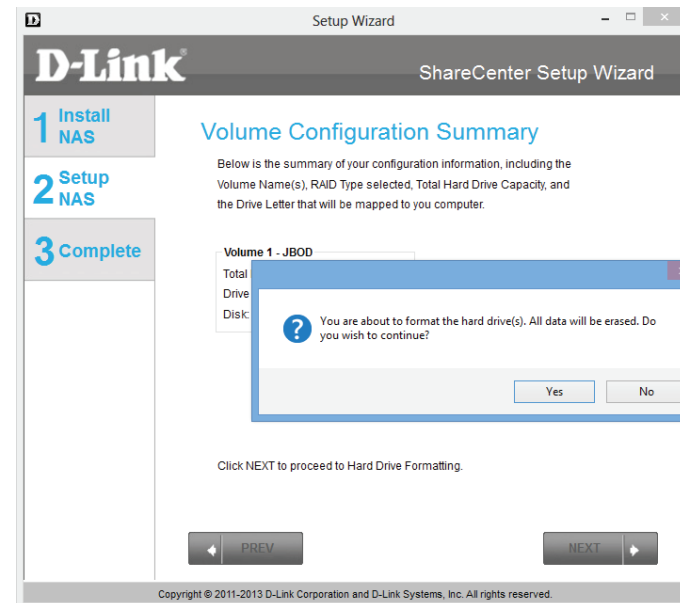 Setup Wizard
D-Link
ShareCenter Setup Wizard
1 Install
NAS
2 Setup
NAS
3 Complete
Volume Configuration Summary
Below is the summary of your configuration information, including the
Volume Name(s), RAID Type selected, Total Hard Drive Capacity, and
the Drive Letter that will be mapped to you computer.
Volume 1 - JBOD
Total
Drive
Disk:
You are about to format the hard drive(s). All data will be erased. Do
you wish to continue?
Yes No
Click NEXT to proceed to Hard Drive Formatting.
PREV NEXT
Copyright © 2011-2013 D-Link Corporation and D-Link Systems, Inc. All rights reserved.